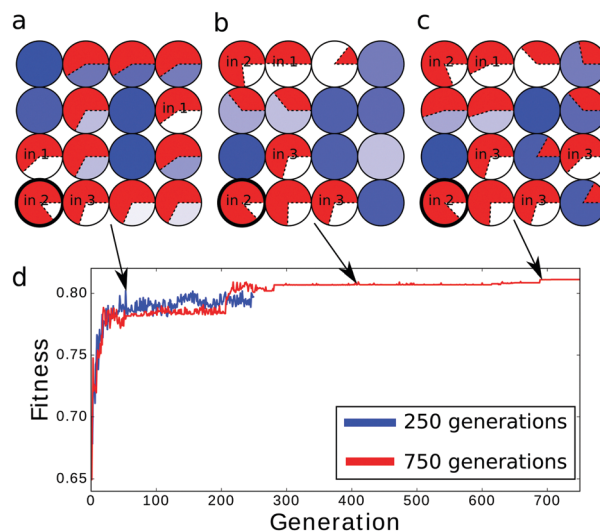 a b c
in 2 in 1 in 2 in 1
in 1
in 1 in 3 in 3
in 2 in 3 in 2 in 2
d
0.80
0.75
0.70
0.65
Fitness
250 generations
750 generations
0 100 200 300 400 500 600 700
Generation